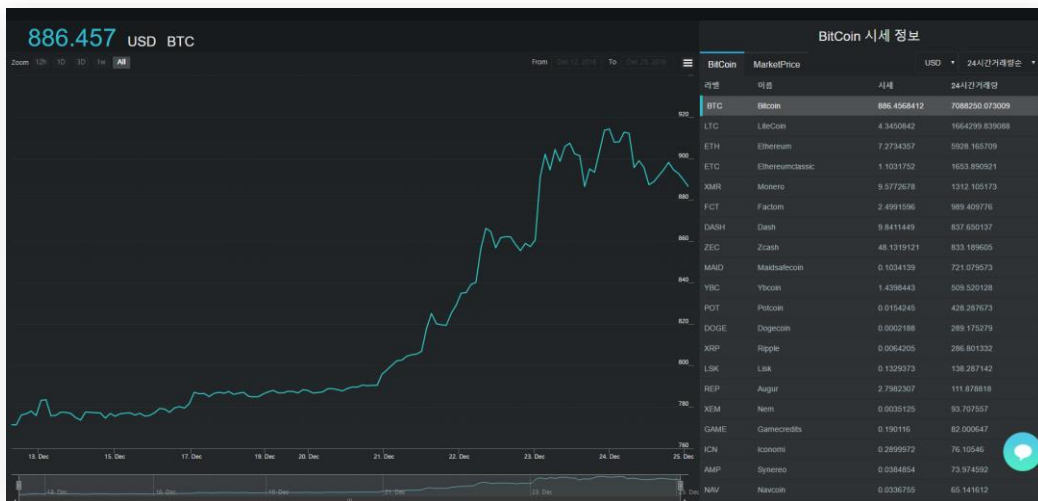 886.457 USD BTC
Zoom 12h 1D 3D 1w All
From Dec 12, 2016 To Dec 25, 2016
920
900
880
860
840
820
800
780
760
13. Dec 15. Dec 17. Dec 19. Dec 20. Dec 21. Dec 22. Dec 23. Dec 24. Dec 25. Dec
BitCoin 시세 정보
BitCoin MarketPrice USD 24시간거래량순
라벨 이름 시세 24시간거래량
BTC Bitcoin 886.4568412 7088250.073009
LTC LiteCoin 4.3450842 1664299.839088
ETH Ethereum 7.2734357 5928.165709
ETC Ethereumclassic 1.1031752 1653.890921
XMR Monero 9.5772678 1312.105173
FCT Factom 2.4991596 989.409776
DASH Dash 9.8411449 837.650137
ZEC Zcash 48.1319121 833.189605
MAID Maidsafecoin 0.1034139 721.079573
YBC Ybcoin 1.4398443 509.520128
POT Potcoin 0.0154245 428.287673
DOGE Dogecoin 0.0002188 289.175279
XRP Ripple 0.0064205 286.801332
LSK Lisk 0.1329373 138.287142
REP Augur 2.7982307 111.878818
XEM Nem 0.0035125 93.707557
GAME Gamecredits 0.190116 82.000647
ICN Iconomi 0.2899972 76.10546
AMP Synereo 0.0384854 73.974592
NAV Navcoin 0.0336755 65.141612